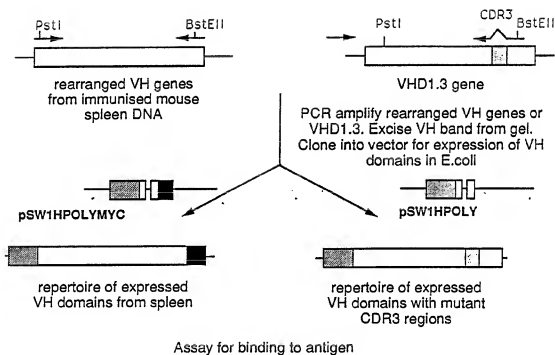 PstI
BstEII
rearranged VH genes
from immunised mouse
spleen DNA
CDR3
PstI
BstEII
VHD1.3 gene
PCR amplify rearranged VH genes or
VHD1.3. Excise VH band from gel.
Clone into vector for expression of VH
domains in E.coli
pSW1HPOLYMYC
pSW1HPOLY
repertoire of expressed
VH domains from spleen
repertoire of expressed
VH domains with mutant
CDR3 regions
Assay for binding to antigen